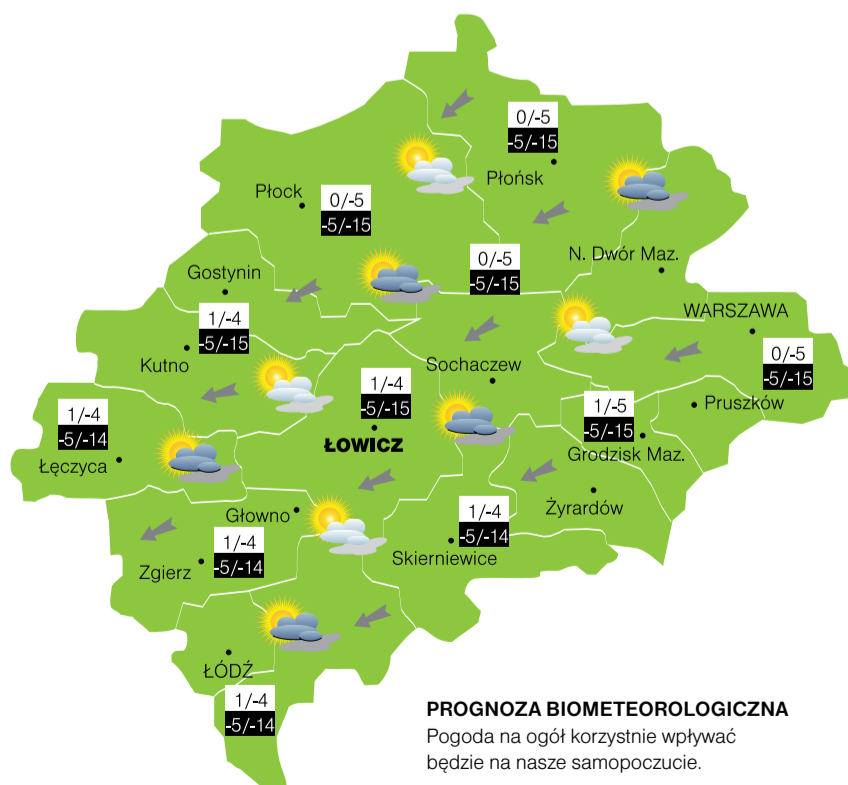 0/-5
-5/-15
Płońsk
Płock
0/-5
-5/-15
N. Dwór Maz.
0/-5
-5/-15
Gostynin
WARSZAWA
1/-4
-5/-15
Kutno
0/-5
-5/-15
Sochaczew
1/-4
-5/-15
ŁOWICZ
1/-5
-5/-15
Pruszków
Grodzisk Maz.
1/-4
-5/-14
Łęczyca
Żyrardów
Głowno
1/-4
-5/-14
Skierniewice
1/-4
-5/-14
Zgierz
ŁÓDŹ
1/-4
-5/-14
PROGNOZA BIOMETEOROLOGICZNA
Pogoda na ogół korzystnie wpływać
będzie na nasze samopoczucie.